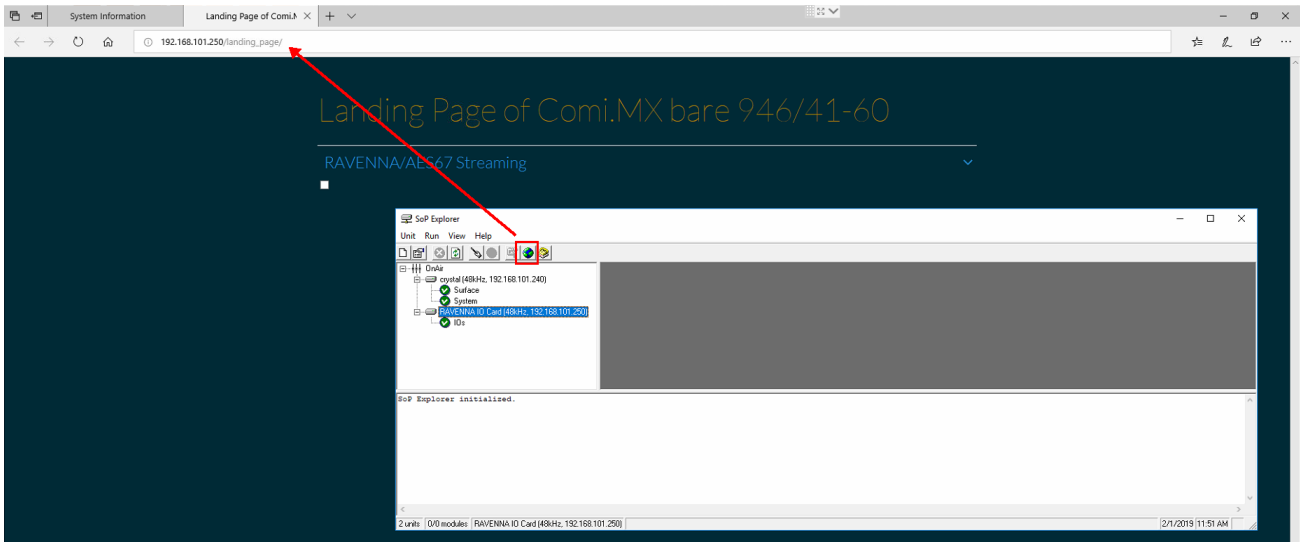 System Information
Landing Page of Comi.M
192.168.101.250/landing_page/
Landing Page of Comi.MX bare 946/41-60
RAVENNA/AES67 Streaming
SoP Explorer
Unit Run View Help
OnAir
crystal (48kHz, 192.168.101.240)
Surface
System
RAVENNA IO Card (48kHz, 192.168.101.250)
IOs
SoP Explorer initialized.
2 units 0/0 modules RAVENNA IO Card (48kHz, 192.168.101.250) 2/1/2019 11:51 AM